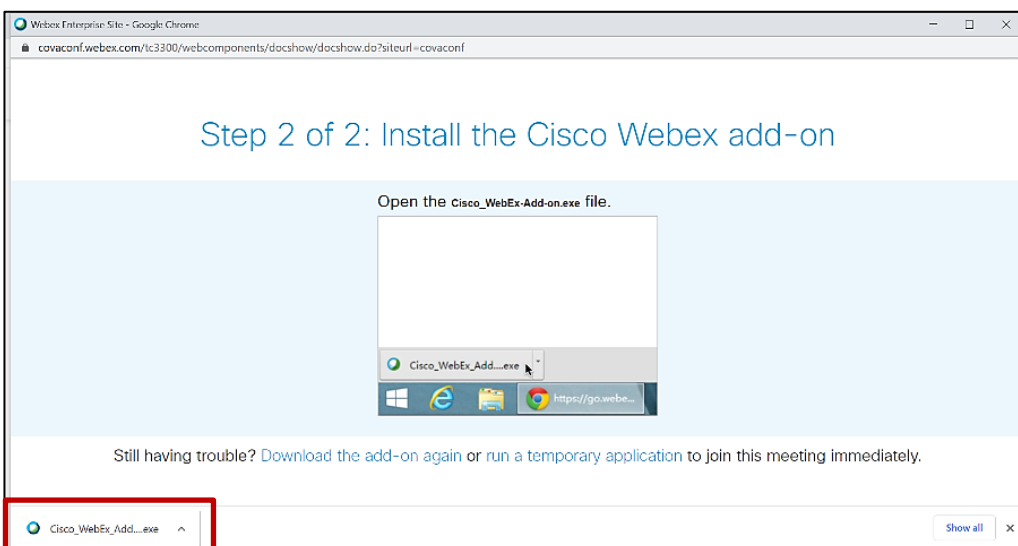 Webex Enterprise Site - Google Chrome
covaconf.webex.com/tc3300/webcomponents/docshow/docshow.do?siteurl=covaconf
Step 2 of 2: Install the Cisco Webex add-on
Open the Cisco_WebEx-Add-on.exe file.
Cisco_WebEx_Add....exe
https://go.webe...
Still having trouble? Download the add-on again or run a temporary application to join this meeting immediately.
Cisco_WebEx_Add....exe
Show all